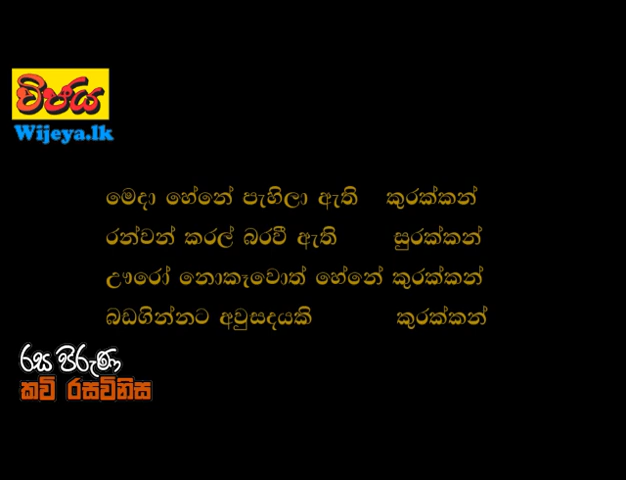 විජය
Wijeya.lk
මෙදා හේනේ පැහිලා ඇති කුරක්කන්
රන්වන් කරල් බරවී ඇති සුරක්කන්
ඌරෝ නොකෑවොත් හේනේ කුරක්කන්
බඩගින්නට අවුසදයකි කුරක්කන්
රස පිරුණ
කවි රසවිනිස